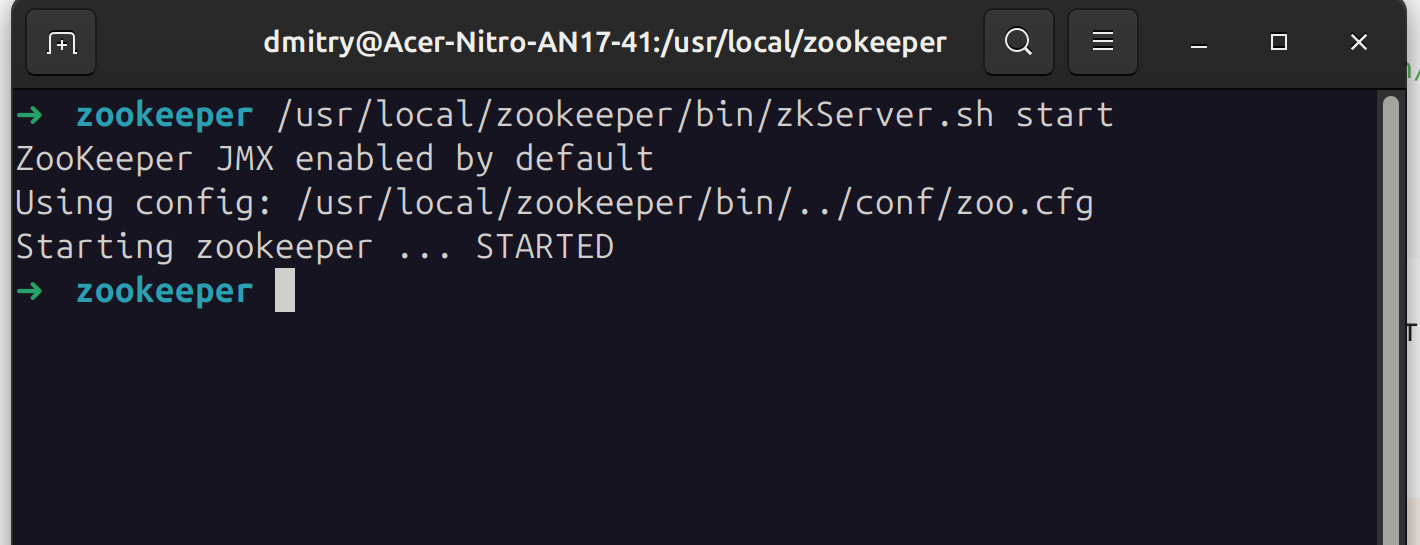 dmitry@Acer-Nitro-AN17-41:/usr/local/zookeeper
➜ zookeeper /usr/local/zookeeper/bin/zkServer.sh start
ZooKeeper JMX enabled by default
Using config: /usr/local/zookeeper/bin/../conf/zoo.cfg
Starting zookeeper ... STARTED
➜ zookeeper